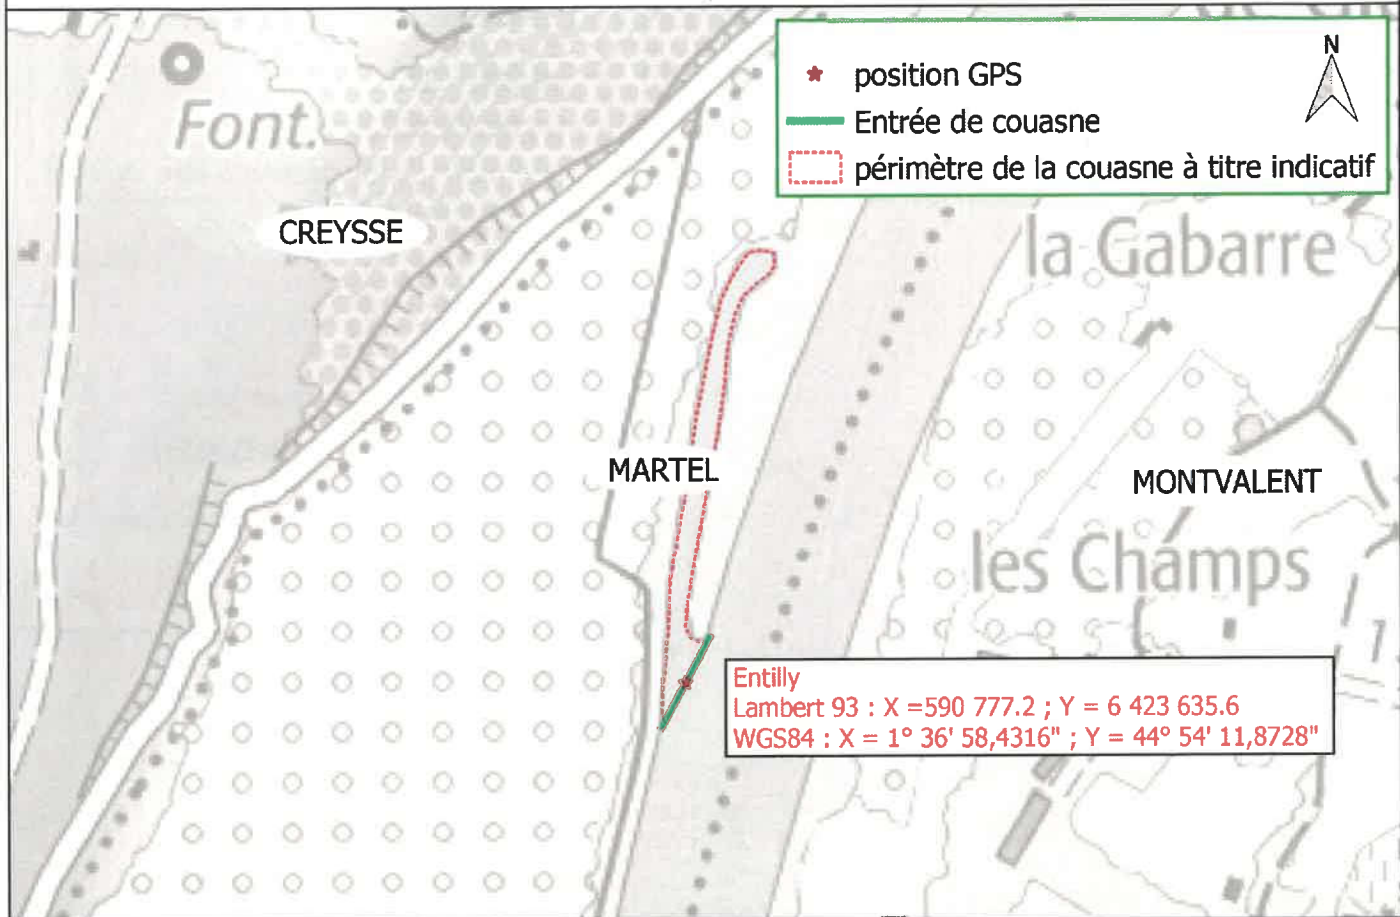 N
position GPS
Entrée de couasne
périmètre de la couasne à titre indicatif
Font.
CREYSSE
la Gabarre
MARTEL
MONTVALENT
les Champs
1
Entilly
Lambert 93 : X =590 777.2 ; Y = 6 423 635.6
WGS84 : X = 1° 36' 58,4316" ; Y = 44° 54' 11,8728"